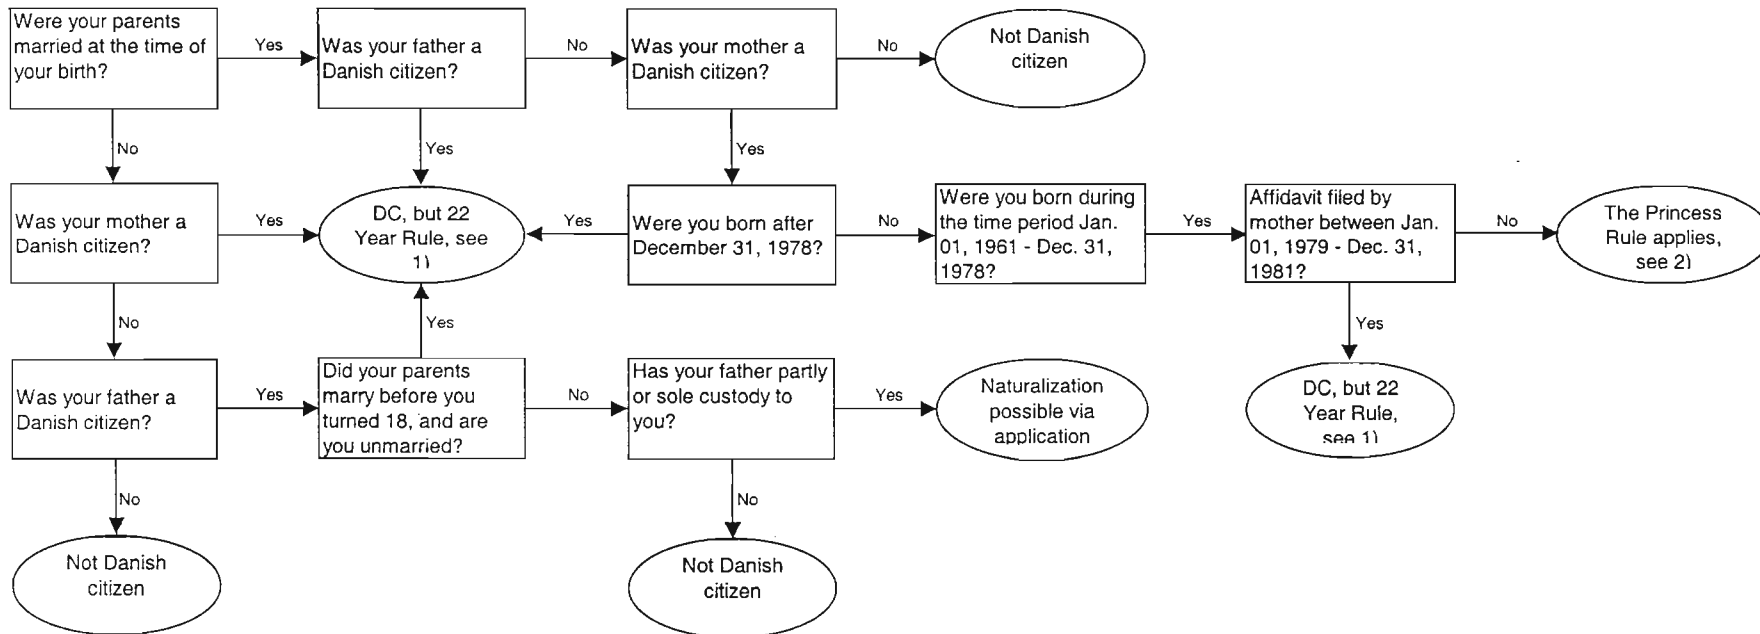 Were your parents
married at the time of
your birth?
Yes
Was your father a
Danish citizen?
No
Was your mother a
Danish citizen?
No
Not Danish
citizen
No
Yes
Yes
Was your mother a
Danish citizen?
Yes
DC, but 22
Year Rule, see
1)
Yes
Were you born after
December 31, 1978?
No
Were you born during
the time period Jan.
01, 1961 - Dec. 31,
1978?
Yes
Affidavit filed by
mother between Jan.
01, 1979 - Dec. 31,
1981?
No
The Princess
Rule applies,
see 2)
No
Yes
Yes
Was your father a
Danish citizen?
Yes
Did your parents
marry before you
turned 18, and are
you unmarried?
No
Has your father partly
or sole custody to
you?
Yes
Naturalization
possible via
application
DC, but 22
Year Rule,
see 1)
No
No
Not Danish
citizen
Not Danish
citizen